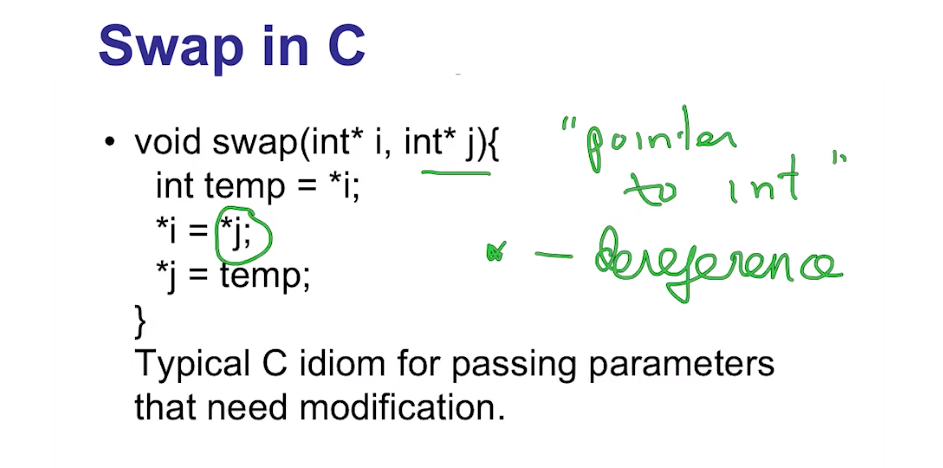 Swap in C
• void swap(int* i, int* j){
int temp = *i;
*i = *j;
*j = temp;
}
Typical C idiom for passing parameters
that need modification.
"pointer
to int"
* — dereference